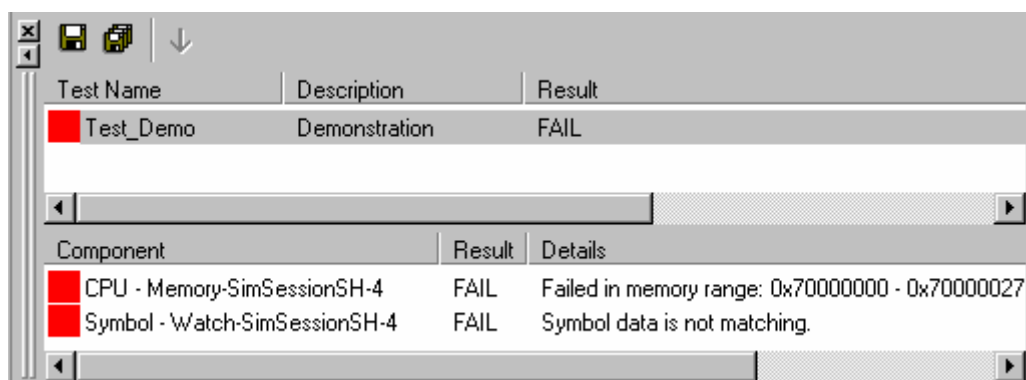 Test Name Description Result
Test_Demo Demonstration FAIL
Component Result Details
CPU - Memory-SimSessionSH-4 FAIL Failed in memory range: 0x70000000 - 0x70000027
Symbol - Watch-SimSessionSH-4 FAIL Symbol data is not matching.